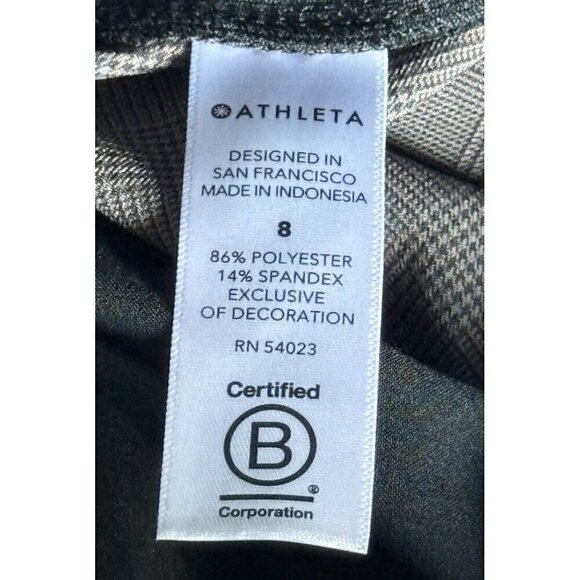 ATHLETA
DESIGNED IN
SAN FRANCISCO
MADE IN INDONESIA
8
86% POLYESTER
14% SPANDEX
EXCLUSIVE
OF DECORATION
RN 54023
Certified
B
®
Corporation